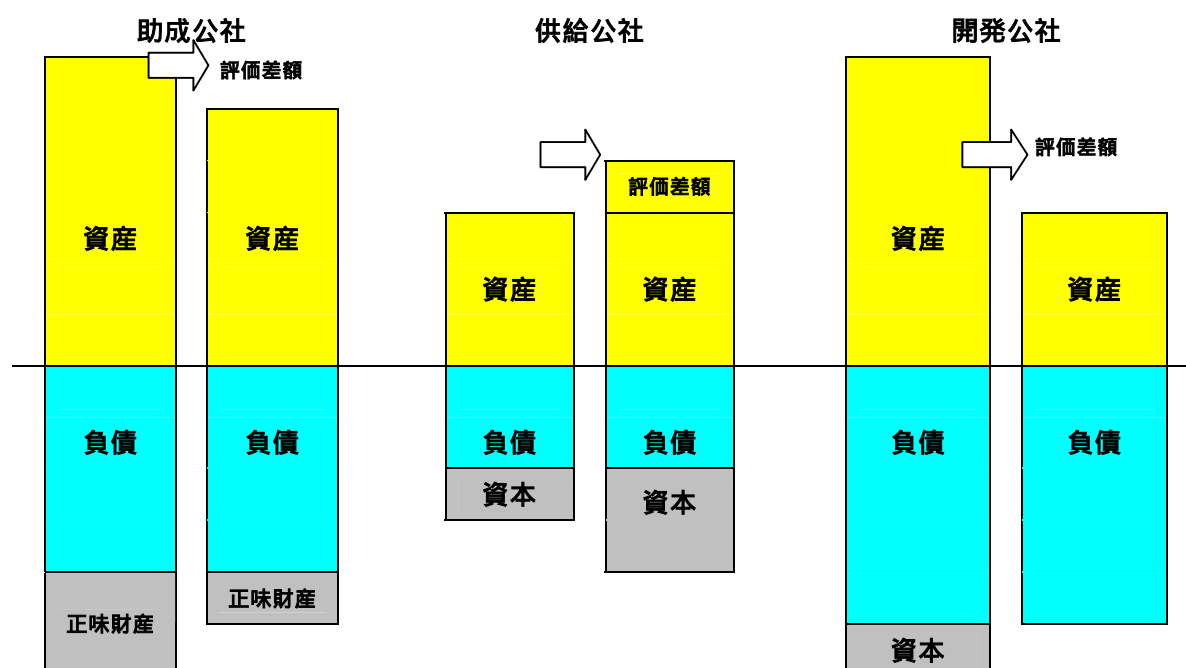 助成公社
供給公社
開発公社
評価差額
評価差額
評価差額
資産
資産
資産
資産
資産
資産
負債
負債
負債
負債
負債
負債
資本
資本
正味財産
正味財産
資本